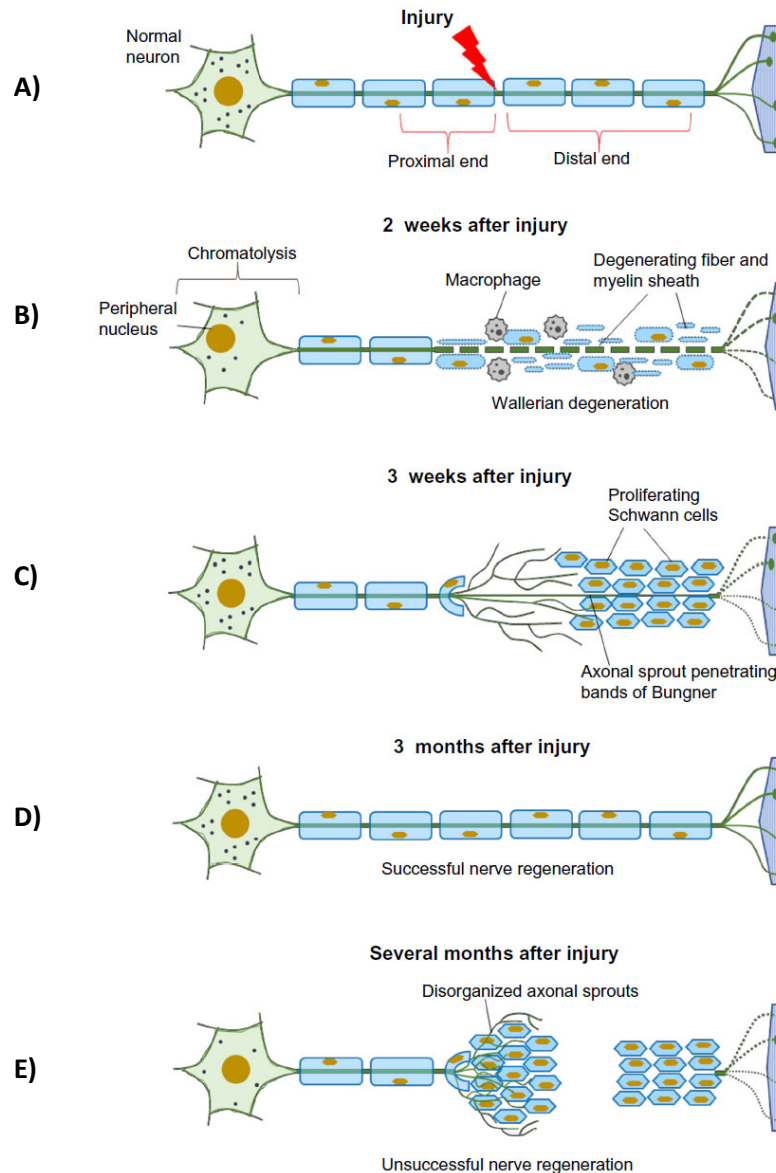 Injury
Normal
neuron
A)
Proximal end
Distal end
2 weeks after injury
Chromatolysis
Degenerating fiber and
myelin sheath
Macrophage
Peripheral
nucleus
B)
Wallerian degeneration
3 weeks after injury
Proliferating
Schwann cells
C)
Axonal sprout penetrating
bands of Bungner
3 months after injury
D)
Successful nerve regeneration
Several months after injury
Disorganized axonal sprouts
E)
Unsuccessful nerve regeneration